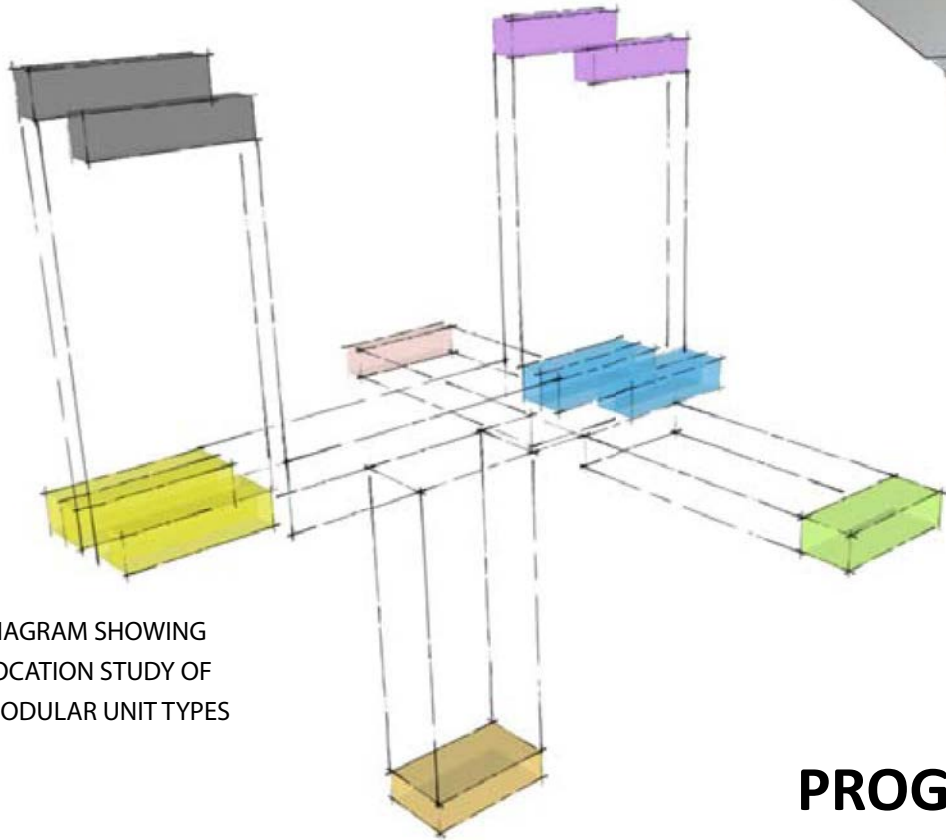 IAGRAM SHOWING
OCATION STUDY OF
ODULAR UNIT TYPES
PROG